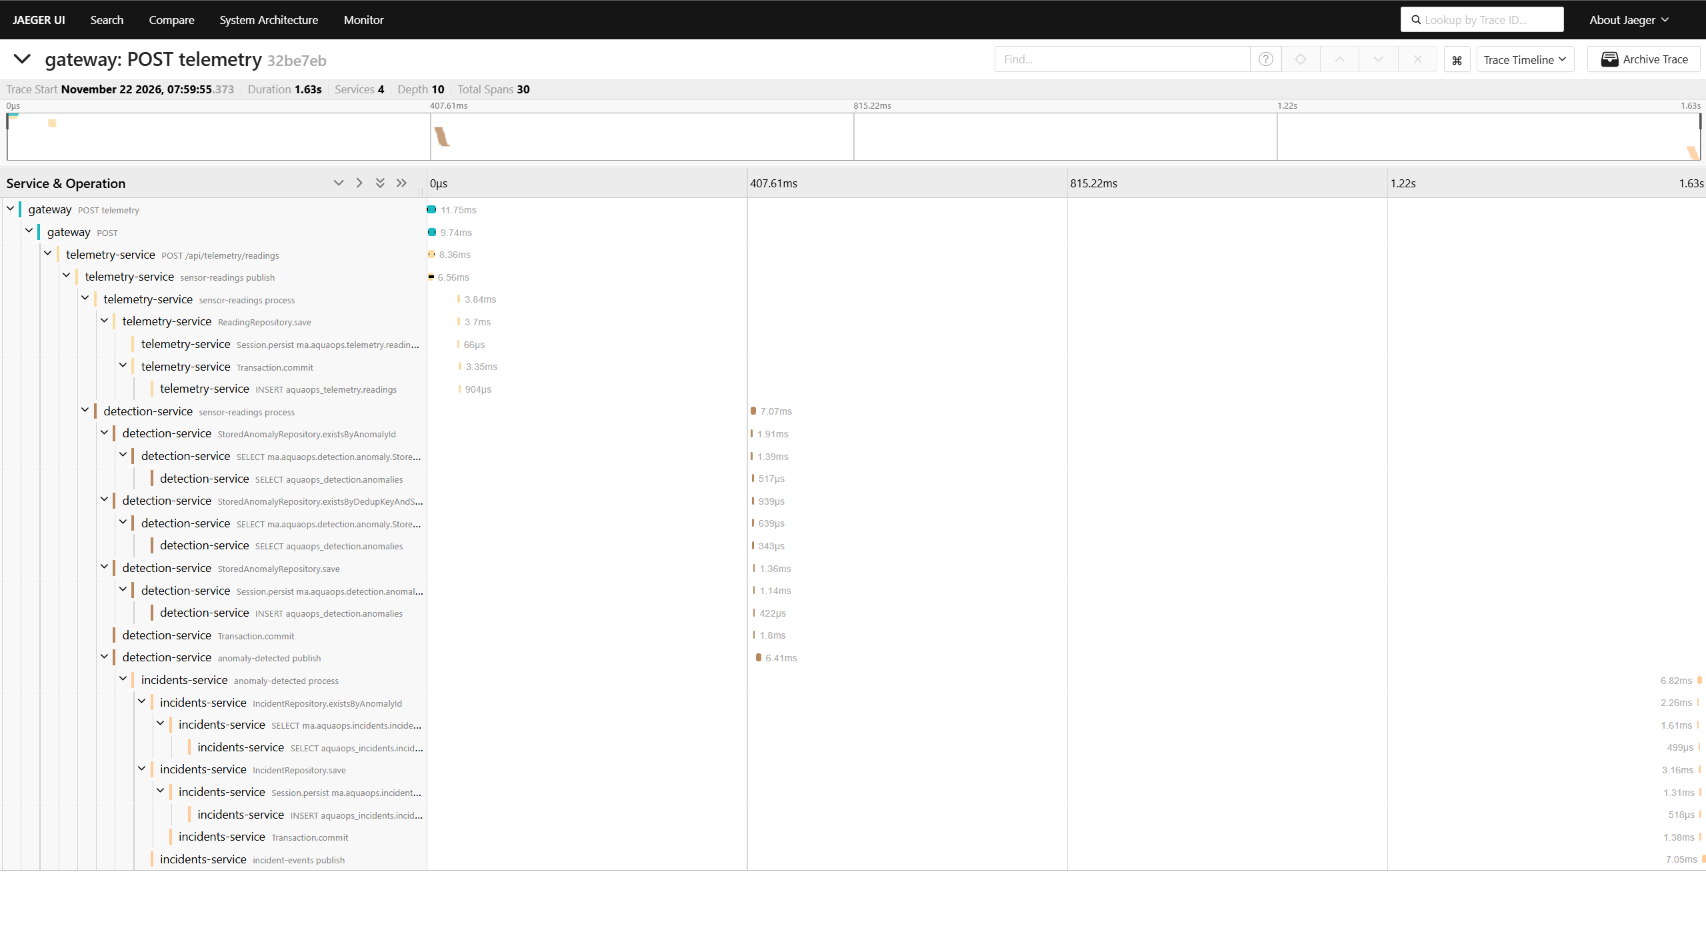 JAEGER UI Search Compare System Architecture Monitor Lookup by Trace ID... About Jaeger
gateway: POST telemetry 32be7eb Find... ? ⌘ Trace Timeline Archive Trace
Trace Start November 22 2026, 07:59:55.373 Duration 1.63s Services 4 Depth 10 Total Spans 30
0μs 407.61ms 815.22ms 1.22s 1.63s
Service & Operation 0μs 407.61ms 815.22ms 1.22s 1.63s
gateway POST telemetry 11.75ms
gateway POST 9.74ms
telemetry-service POST /api/telemetry/readings 8.36ms
telemetry-service sensor-readings publish 6.56ms
telemetry-service sensor-readings process 3.84ms
telemetry-service ReadingRepository.save 3.7ms
telemetry-service Session.persist ma.aquaops.telemetry.readin... 66μs
telemetry-service Transaction.commit 3.35ms
telemetry-service INSERT aquaops_telemetry.readings 904μs
detection-service sensor-readings process 7.07ms
detection-service StoredAnomalyRepository.existsByAnomalyId 1.91ms
detection-service SELECT ma.aquaops.detection.anomaly.Store... 1.39ms
detection-service SELECT aquaops_detection.anomalies 517μs
detection-service StoredAnomalyRepository.existsByDedupKeyAndS... 939μs
detection-service SELECT ma.aquaops.detection.anomaly.Store... 639μs
detection-service SELECT aquaops_detection.anomalies 343μs
detection-service StoredAnomalyRepository.save 1.36ms
detection-service Session.persist ma.aquaops.detection.anomal... 1.14ms
detection-service INSERT aquaops_detection.anomalies 422μs
detection-service Transaction.commit 1.8ms
detection-service anomaly-detected publish 6.41ms
incidents-service anomaly-detected process 6.82ms
incidents-service IncidentRepository.existsByAnomalyId 2.26ms
incidents-service SELECT ma.aquaops.incidents.incide... 1.61ms
incidents-service SELECT aquaops_incidents.incid... 499μs
incidents-service IncidentRepository.save 3.16ms
incidents-service Session.persist ma.aquaops.incident... 1.31ms
incidents-service INSERT aquaops_incidents.incid... 518μs
incidents-service Transaction.commit 1.38ms
incidents-service incident-events publish 7.05ms